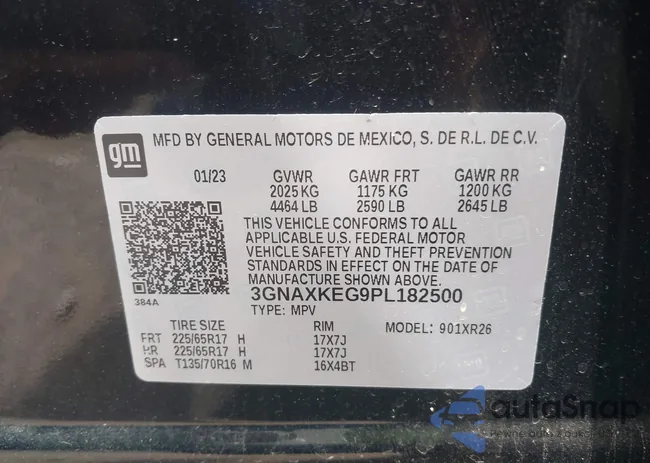 gm
MFD BY GENERAL MOTORS DE MEXICO, S. DE R.L. DE C.V.
01/23 GVWR GAWR FRT GAWR RR
2025 KG 1175 KG 1200 KG
4464 LB 2590 LB 2645 LB
THIS VEHICLE CONFORMS TO ALL
APPLICABLE U.S. FEDERAL MOTOR
VEHICLE SAFETY AND THEFT PREVENTION
STANDARDS IN EFFECT ON THE DATE OF
MANUFACTURE SHOWN ABOVE.
384A
3GNAXKEG9PL182500
TYPE: MPV
TIRE SIZE RIM MODEL: 901XR26
FRT 225/65R17 H 17X7J
RR 225/65R17 H 17X7J
SPA T135/70R16 M 16X4BT
autoSnap